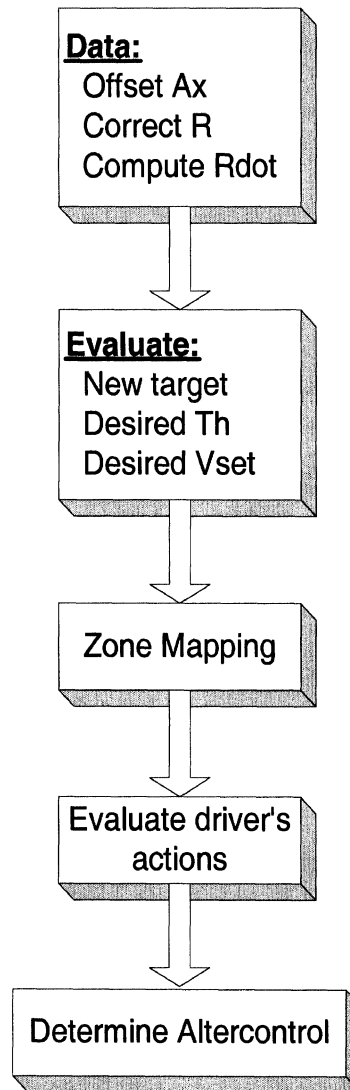 Data:
Offset Ax
Correct R
Compute Rdot
Evaluate:
New target
Desired Th
Desired Vset
Zone Mapping
Evaluate driver's
actions
Determine Altercontrol